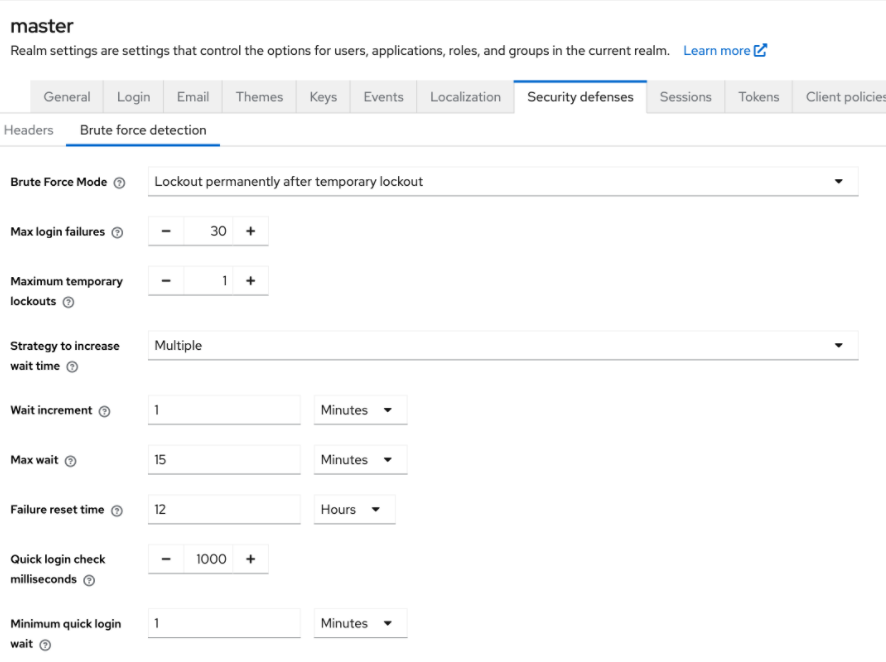 master
Realm settings are settings that control the options for users, applications, roles, and groups in the current realm. Learn more
General Login Email Themes Keys Events Localization Security defenses Sessions Tokens Client policies
Headers Brute force detection
Brute Force Mode Lockout permanently after temporary lockout
Max login failures - 30 +
Maximum temporary
lockouts - 1 +
Strategy to increase
wait time Multiple
Wait increment 1 Minutes
Max wait 15 Minutes
Failure reset time 12 Hours
Quick login check
milliseconds - 1000 +
Minimum quick login
wait 1 Minutes